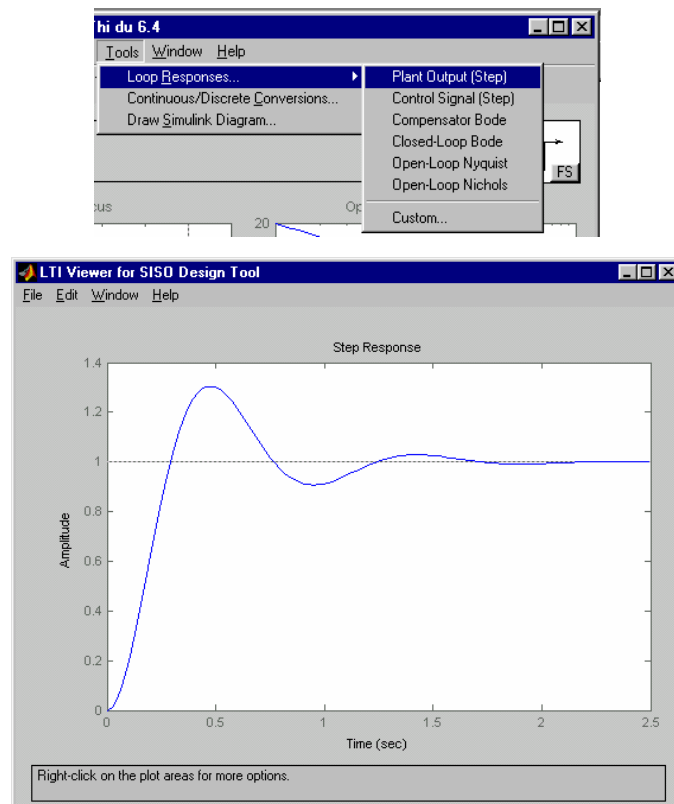 hi du 6.4
Tools Window Help
Loop Responses...
Continuous/Discrete Conversions...
Draw Simulink Diagram...
Plant Output (Step)
Control Signal (Step)
Compensator Bode
Closed-Loop Bode
Open-Loop Nyquist
Open-Loop Nichols
Custom...
FS
cus
Op
20
LTI Viewer for SISO Design Tool
File Edit Window Help
Step Response
1.4
1.2
1
0.8
0.6
0.4
0.2
0
Amplitude
0 0.5 1 1.5 2 2.5
Time (sec)
Right-click on the plot areas for more options.